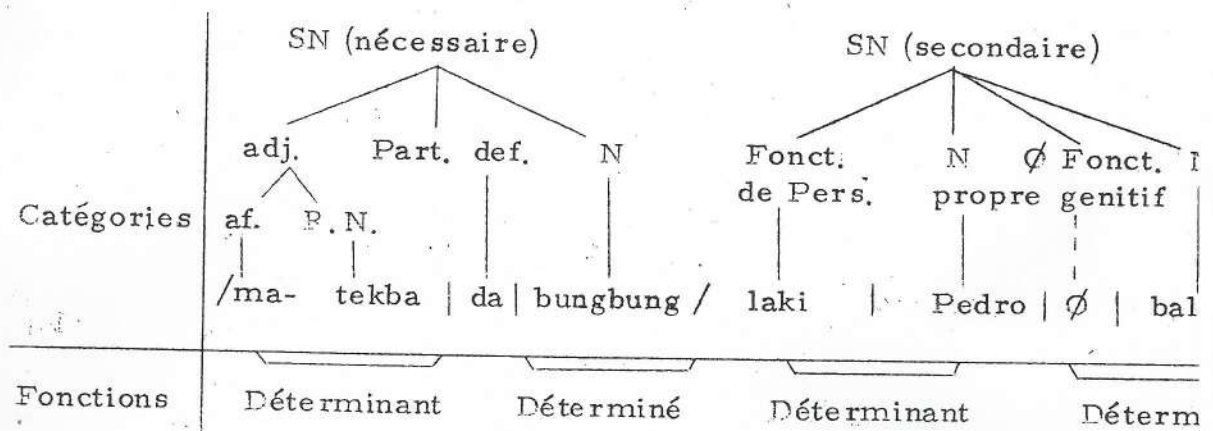 SN (nécessaire) SN (secondaire)
adj. Part. def. N Fonct. N Ø Fonct.
de Pers. propre genitif
Catégories af. P.N.
/ma- tekba | da | bungbung / laki | Pedro | Ø | bal
Fonctions Déterminant Déterminé Déterminant Déterm